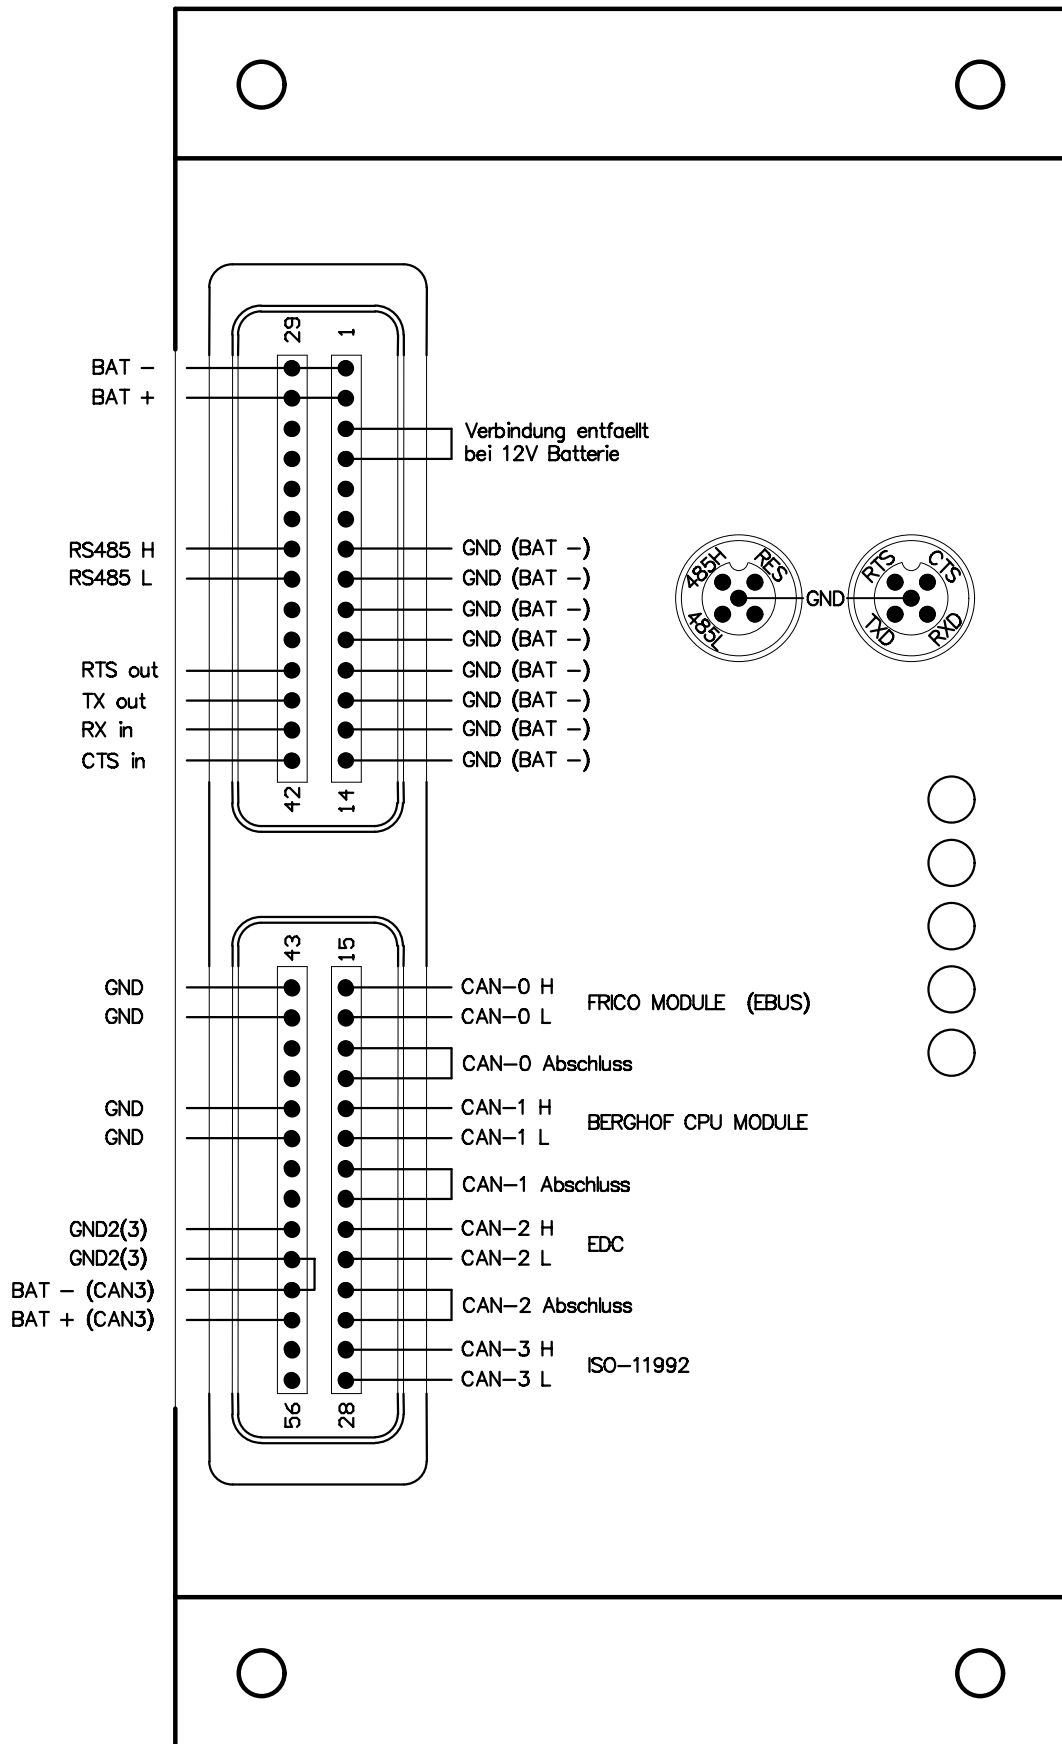 29 1
BAT -
BAT +
Verbindung entfaellt
bei 12V Batterie
RS485 H GND (BAT -)
RS485 L GND (BAT -)
GND (BAT -)
GND (BAT -)
RTS out GND (BAT -)
TX out GND (BAT -)
RX in GND (BAT -)
CTS in GND (BAT -)
42 14
485H RES
485L
GND
RTS CTS
TXD RXD
43 15
GND CAN-0 H
FRICO MODULE (EBUS)
GND CAN-0 L
CAN-0 Abschluss
GND CAN-1 H
BERGHOF CPU MODULE
GND CAN-1 L
CAN-1 Abschluss
GND2(3) CAN-2 H
EDC
GND2(3) CAN-2 L
BAT - (CAN3)
CAN-2 Abschluss
BAT + (CAN3)
CAN-3 H
ISO-11992
CAN-3 L
56 28